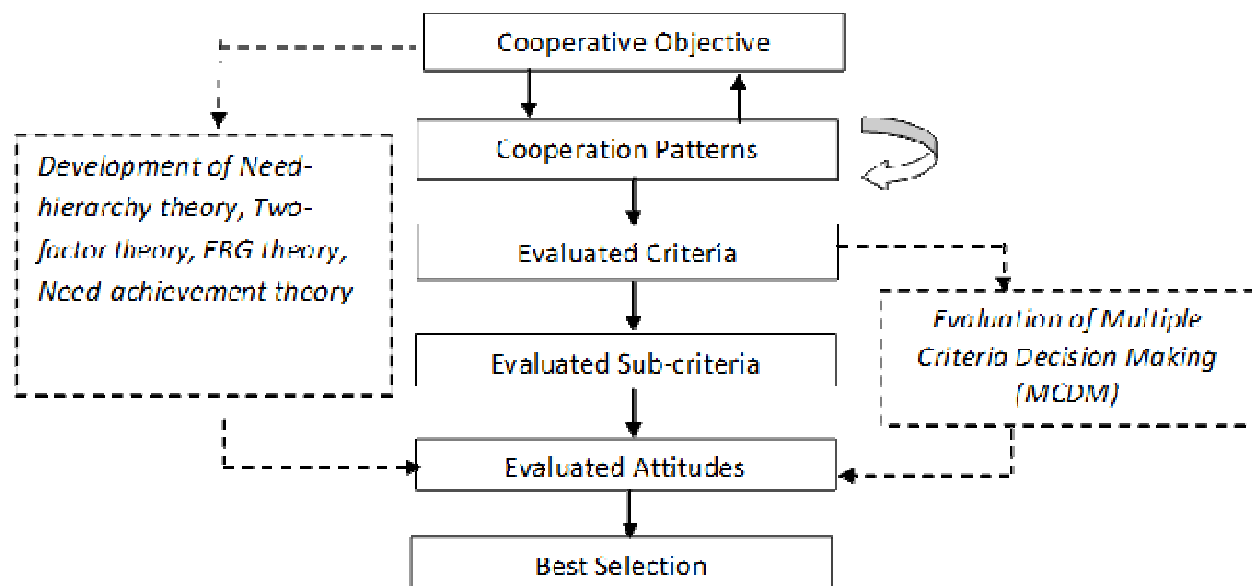 Cooperative Objective
Cooperation Patterns
Development of Need-
hierarchy theory, Two-
factor theory, ERG theory,
Need achievement theory
Evaluated Criteria
Evaluation of Multiple
Criteria Decision Making
(MCDM)
Evaluated Sub-criteria
Evaluated Attitudes
Best Selection